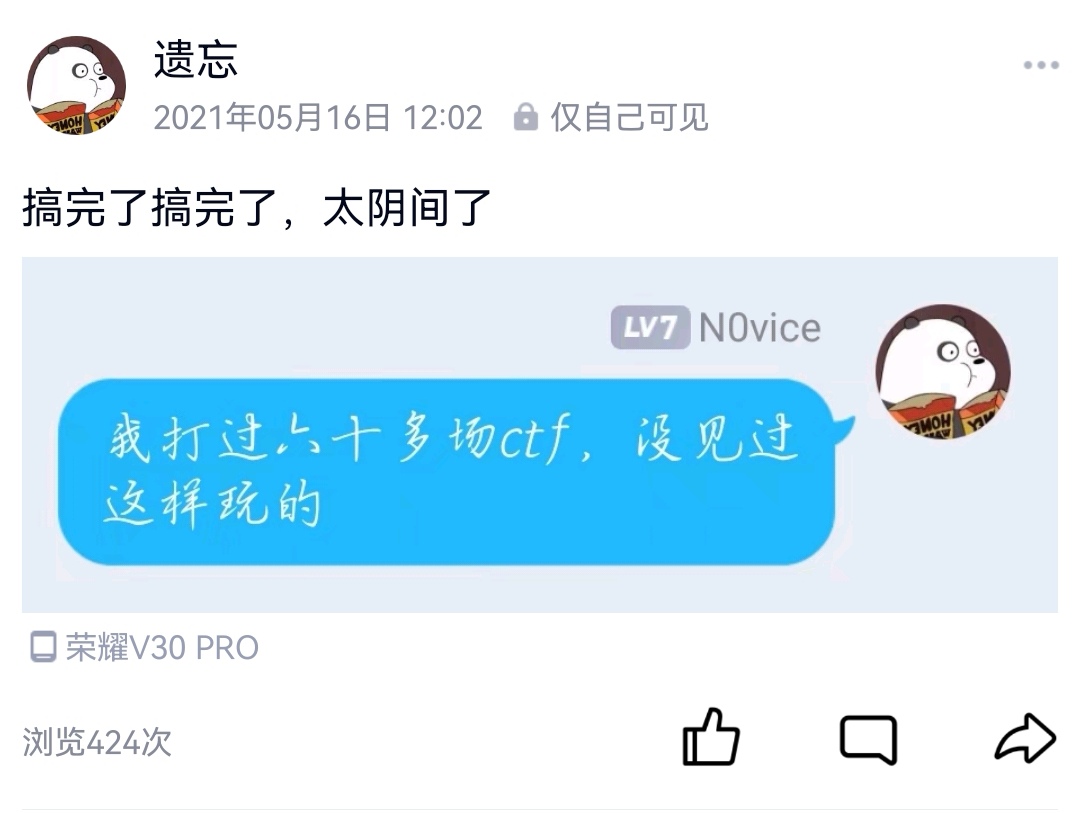 遗忘
2021年05月16日 12:02 仅自己可见
搞完了搞完了，太阴间了
LV7 N0vice
我打过六十多场ctf，没见过
这样玩的
荣耀V30 PRO
浏览424次